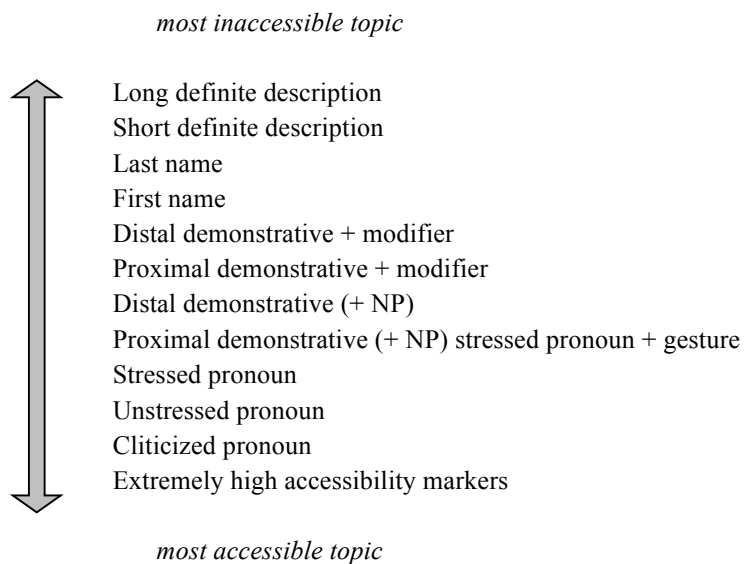 most inaccessible topic
Long definite description
Short definite description
Last name
First name
Distal demonstrative + modifier
Proximal demonstrative + modifier
Distal demonstrative (+ NP)
Proximal demonstrative (+ NP) stressed pronoun + gesture
Stressed pronoun
Unstressed pronoun
Cliticized pronoun
Extremely high accessibility markers
most accessible topic